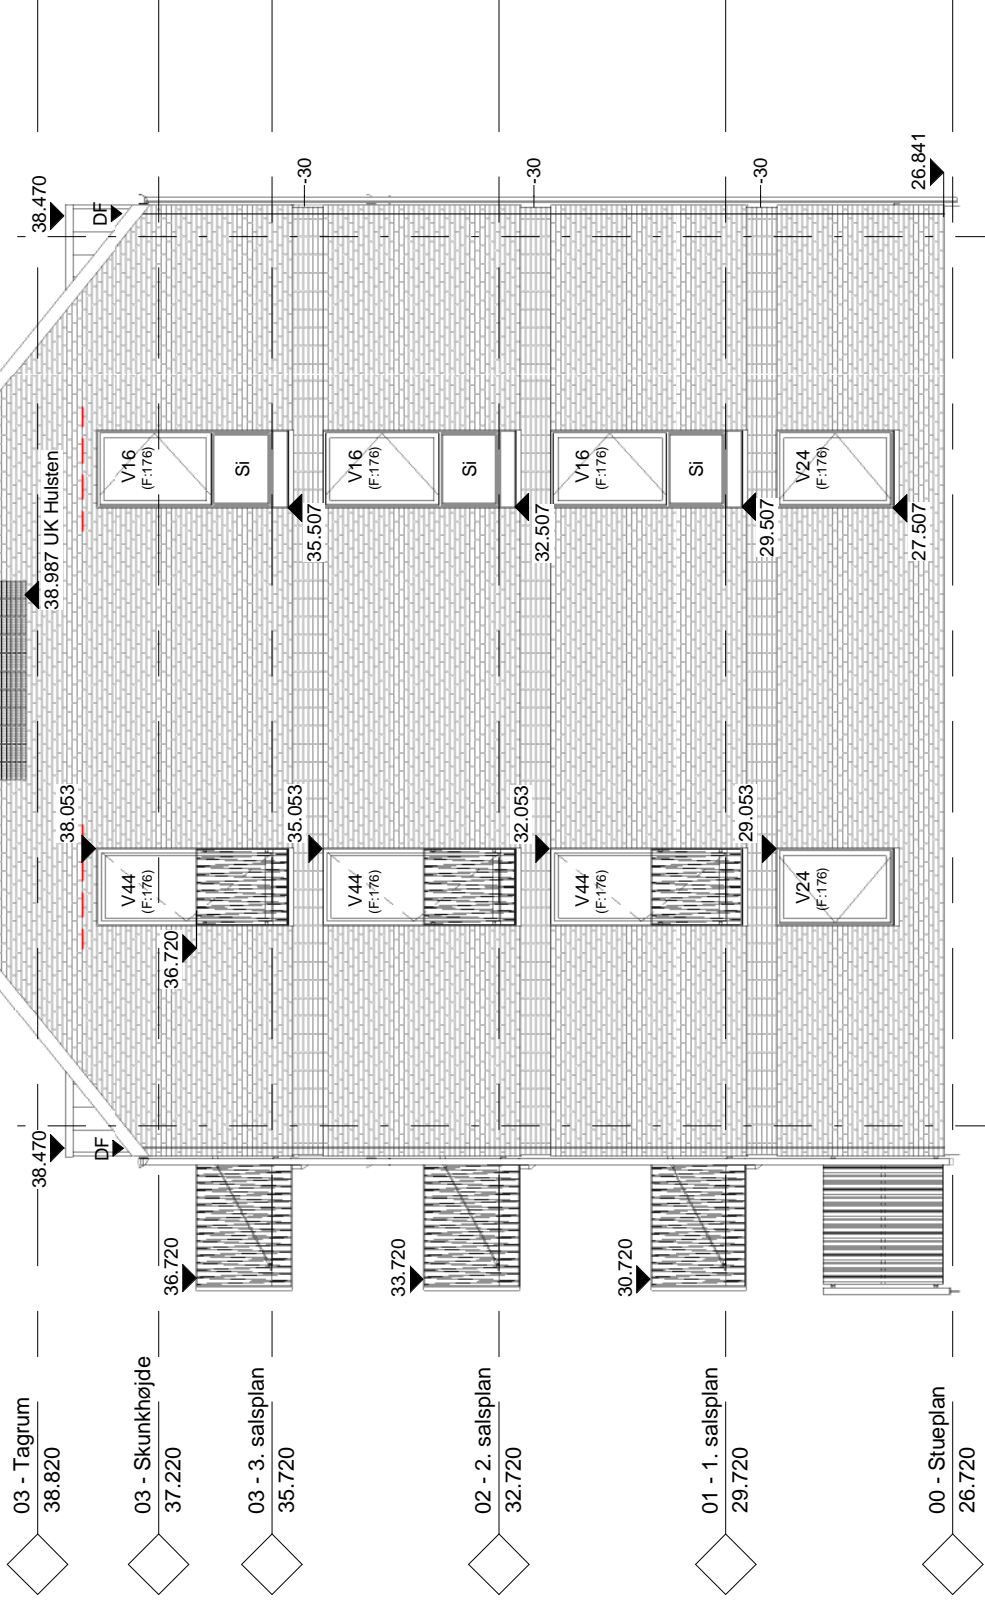 03 - Tagrum
38.820
03 - Skunkhøjde
37.220
03 - 3. salsplan
35.720
02 - 2. salsplan
32.720
01 - 1. salsplan
29.720
00 - Stueplan
26.720
38.470
DF
36.720
33.720
30.720
36.720
38.053
35.053
32.053
29.053
V44
(F:176)
V44
(F:176)
V44
(F:176)
V24
(F:176)
38.987 UK Hulsten
35.507
32.507
29.507
27.507
V16
(F:176)
Si
V16
(F:176)
Si
V16
(F:176)
Si
V24
(F:176)
38.470
DF
-30
-30
-30
26.841